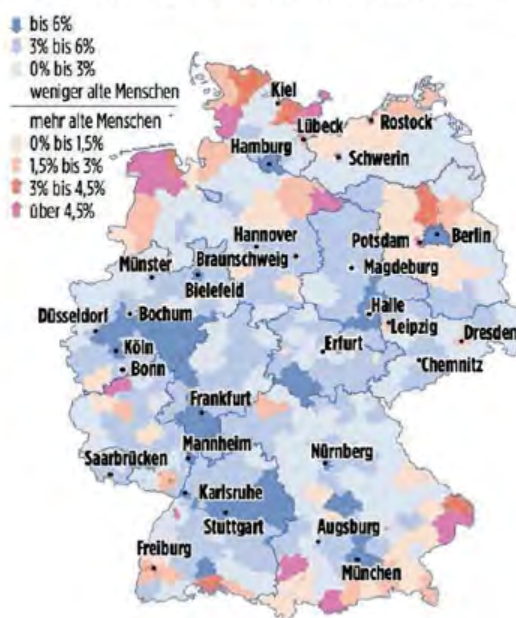 bis 6%
3% bis 6%
0% bis 3%
weniger alte Menschen
mehr alte Menschen
0% bis 1,5%
1,5% bis 3%
3% bis 4,5%
über 4,5%
Kiel
Rostock
Lübeck
Hamburg
Schwerin
Hannover
Potsdam
Berlin
Braunschweig
Münster
Magdeburg
Bielefeld
Düsseldorf
Bochum
Halle
Leipzig
Dresden
Köln
Erfurt
Bonn
Chemnitz
Frankfurt
Mannheim
Nürnberg
Saarbrücken
Karlsruhe
Stuttgart
Augsburg
Freiburg
München